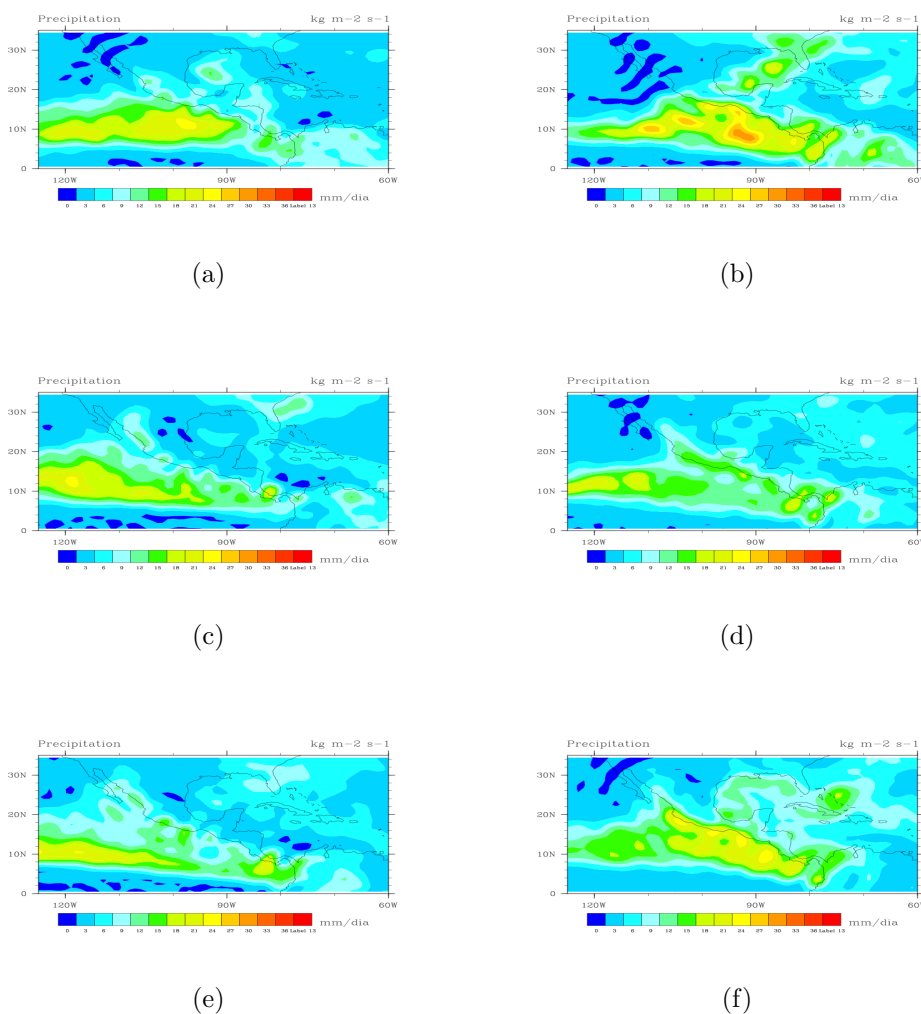 Precipitation kg m−2 s−1
30N
20N
10N
0
120W 90W 60W
0 3 6 9 12 15 18 21 24 27 30 33 36 Label 13 mm/dia
(a)
Precipitation kg m−2 s−1
30N
20N
10N
0
120W 90W 60W
0 3 6 9 12 15 18 21 24 27 30 33 36 Label 13 mm/dia
(b)
Precipitation kg m−2 s−1
30N
20N
10N
0
120W 90W 60W
0 3 6 9 12 15 18 21 24 27 30 33 36 Label 13 mm/dia
(c)
Precipitation kg m−2 s−1
30N
20N
10N
0
120W 90W 60W
0 3 6 9 12 15 18 21 24 27 30 33 36 Label 13 mm/dia
(d)
Precipitation kg m−2 s−1
30N
20N
10N
0
120W 90W 60W
0 3 6 9 12 15 18 21 24 27 30 33 36 Label 13 mm/dia
(e)
Precipitation kg m−2 s−1
30N
20N
10N
0
120W 90W 60W
0 3 6 9 12 15 18 21 24 27 30 33 36 Label 13 mm/dia
(f)